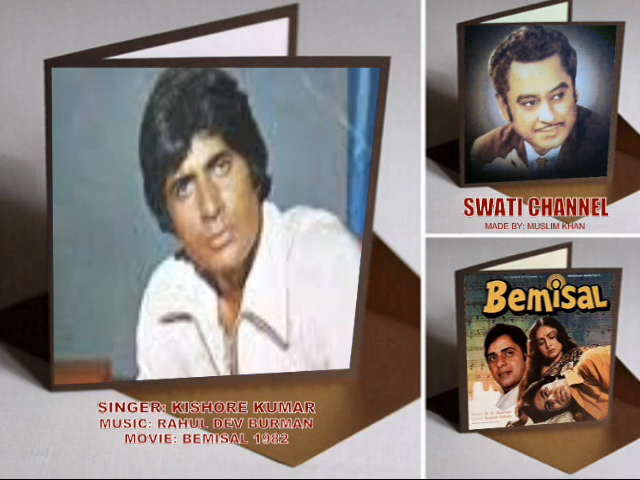 SINGER: KISHORE KUMAR
MUSIC: RAHUL DEV BURMAN
MOVIE: BEMISAL 1982
SWATI CHANNEL
MADE BY: MUSLIM KHAN
BEMISAL